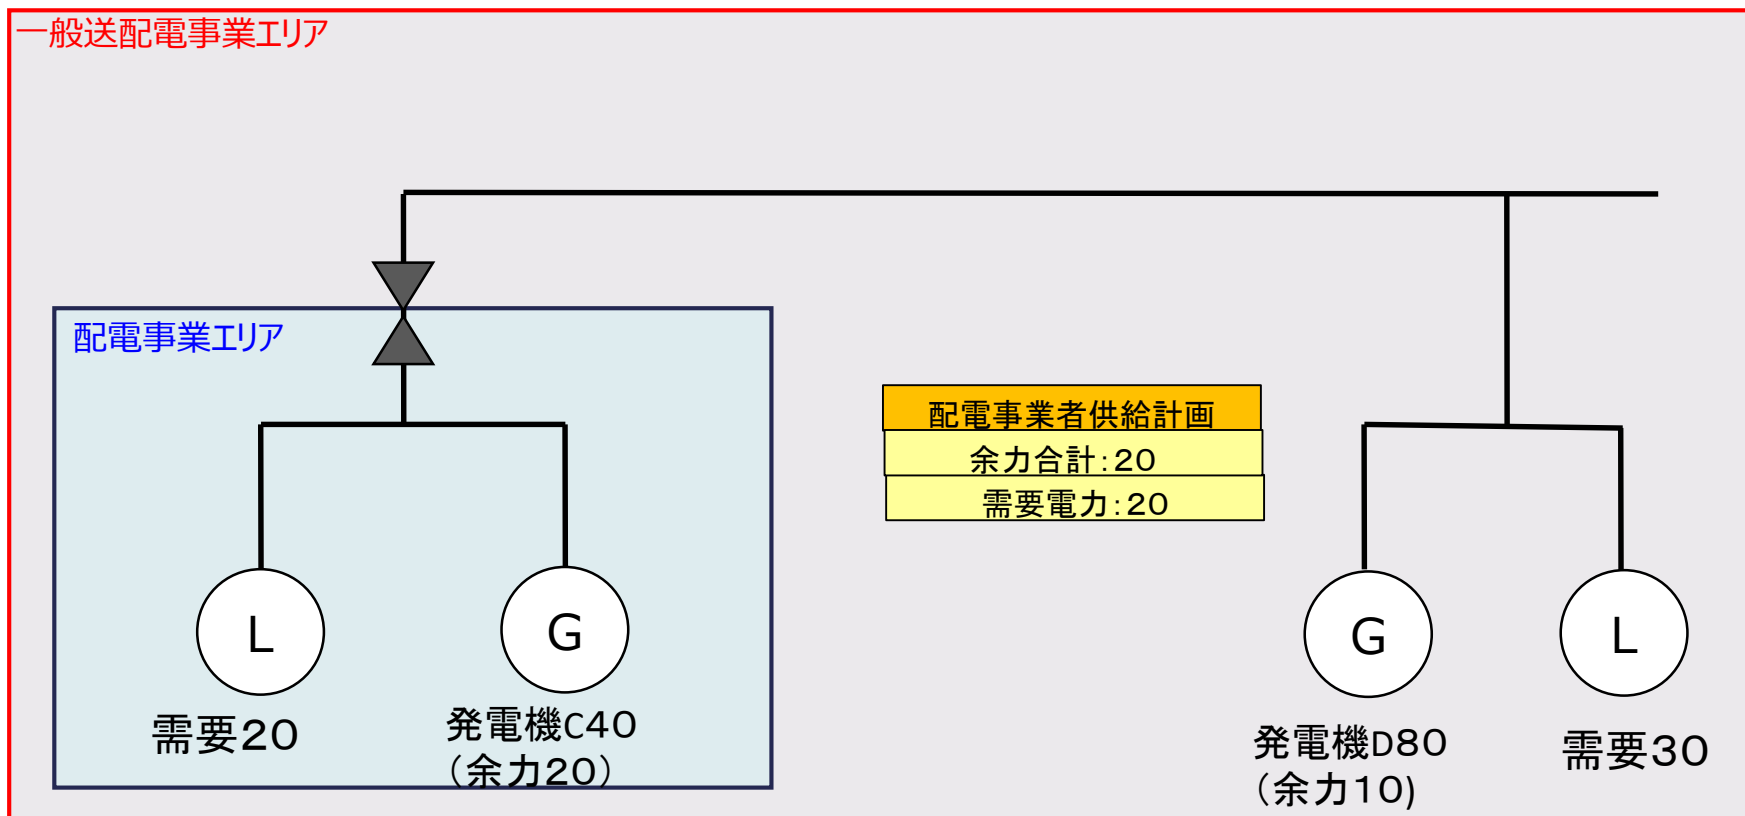 一般送配電事業エリア
配電事業エリア
配電事業者供給計画
余力合計：２０
需要電力：２０
L
G
G
L
需要２０
発電機C４０
（余力２０）
発電機D８０
（余力１０)
需要３０